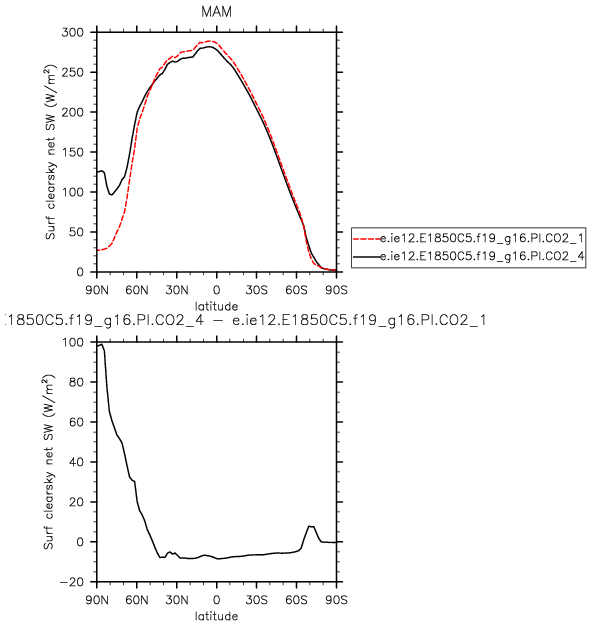 MAM
300
250
200
150
100
50
0
Surf clearsky net SW (W/m²)
90N 60N 30N 0 30S 60S 90S
latitude
e.ie12.E1850C5.f19_g16.PI.CO2_1
e.ie12.E1850C5.f19_g16.PI.CO2_4
.1850C5.f19_g16.PI.CO2_4 − e.ie12.E1850C5.f19_g16.PI.CO2_1
100
80
60
40
20
0
−20
Surf clearsky net SW (W/m²)
90N 60N 30N 0 30S 60S 90S
latitude